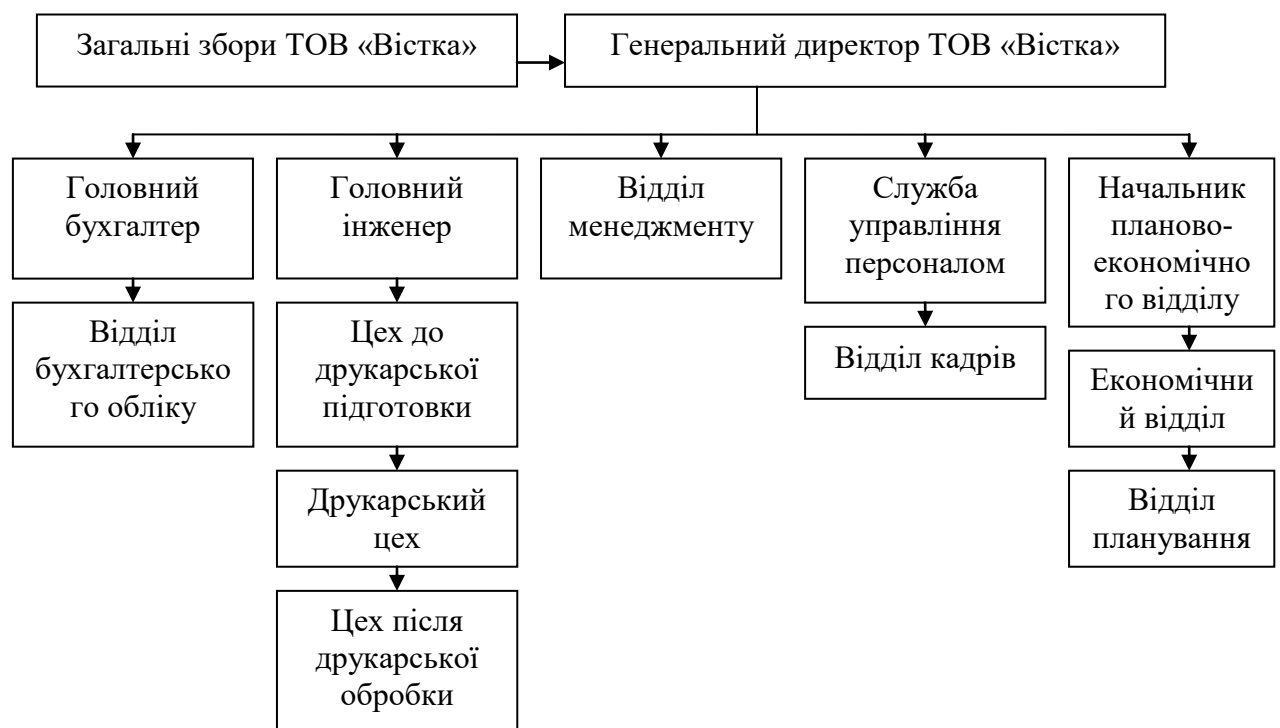 Загальні збори ТОВ «Вістка»
Генеральний директор ТОВ «Вістка»
Головний
бухгалтер
Головний
інженер
Відділ
менеджменту
Служба
управління
персоналом
Начальник
планово-
економічно
го відділу
Відділ
бухгалтерсько
го обліку
Цех до
друкарської
підготовки
Відділ кадрів
Економічни
й відділ
Друкарський
цех
Відділ
планування
Цех після
друкарської
обробки